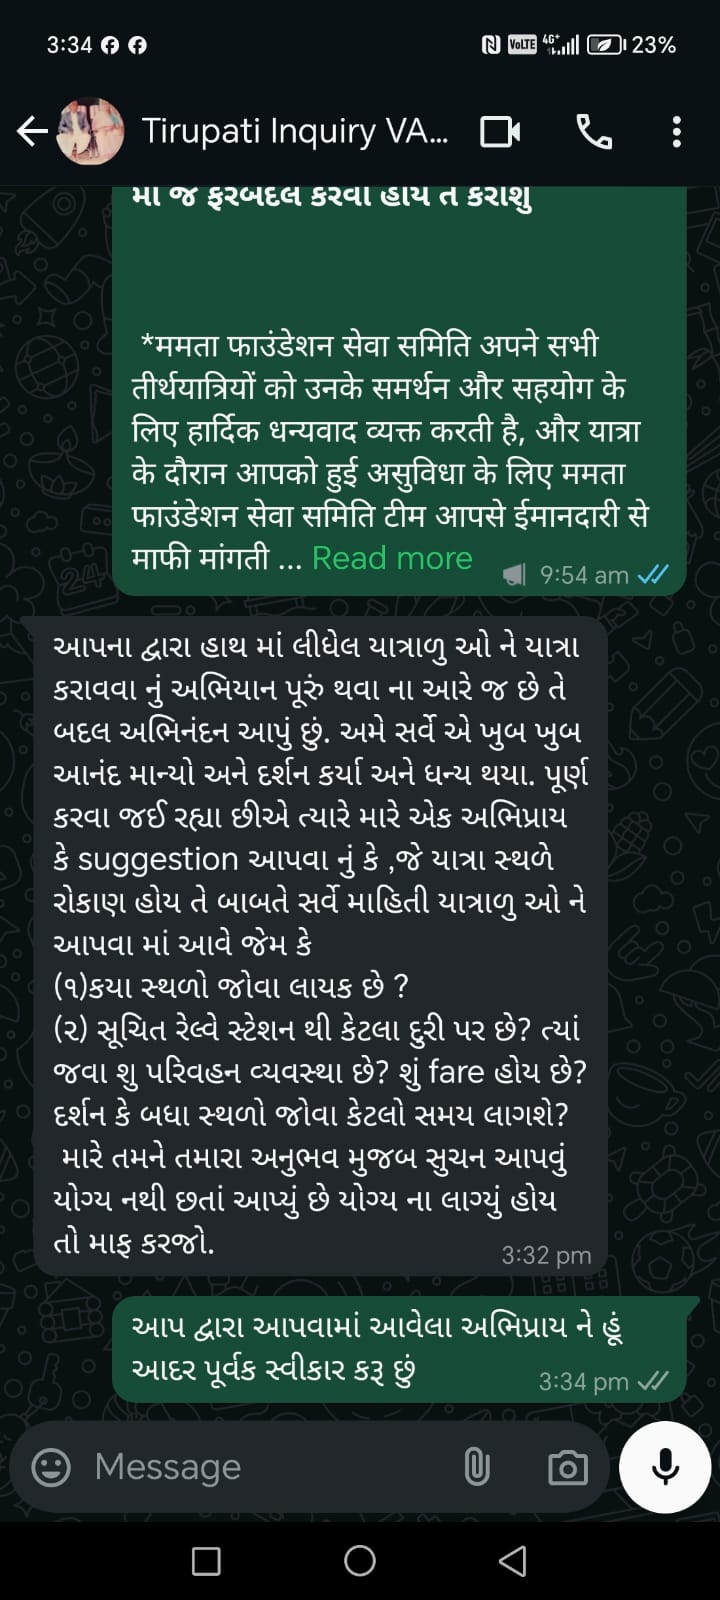 3:34
VoLTE 4G+ 23%
Tirupati Inquiry VA...
માં જ ફેરબદલ કરવી હોય તે કરીશું
*ममता फाउंडेशन सेवा समिति अपने सभी
तीर्थयात्रियों को उनके समर्थन और सहयोग के
लिए हार्दिक धन्यवाद व्यक्त करती है, और यात्रा
के दौरान आपको हुई असुविधा के लिए ममता
फाउंडेशन सेवा समिति टीम आपसे ईमानदारी से
माफी मांगती ... Read more
9:54 am
આપના દ્વારા હાથ માં લીધેલ યાત્રાળુ ઓ ને યાત્રા
કરાવવા નું અભિયાન પૂરું થવા ના આરે જ છે તે
બદલ અભિનંદન આપું છું. અમે સર્વે એ ખુબ ખુબ
આનંદ માન્યો અને દર્શન કર્યા અને ધન્ય થયા. પૂર્ણ
કરવા જઈ રહ્યા છીએ ત્યારે મારે એક અભિપ્રાય
કે suggestion આપવા નું કે ,જે યાત્રા સ્થળે
રોકાણ હોય તે બાબતે સર્વે માહિતી યાત્રાળુ ઓ ને
આપવા માં આવે જેમ કે
(૧)કયા સ્થળો જોવા લાયક છે ?
(૨) સૂચિત રેલ્વે સ્ટેશન થી કેટલા દુરી પર છે? ત્યાં
જવા શુ પરિવહન વ્યવસ્થા છે? શું fare હોય છે?
દર્શન કે બધા સ્થળો જોવા કેટલો સમય લાગશે?
મારે તમને તમારા અનુભવ મુજબ સુચન આપવું
યોગ્ય નથી છતાં આપ્યું છે યોગ્ય ના લાગ્યું હોય
તો માફ કરજો.
3:32 pm
આપ દ્વારા આપવામાં આવેલા અભિપ્રાય ને હૂં
આદર પૂર્વક સ્વીકાર કરૂ છું
3:34 pm
Message